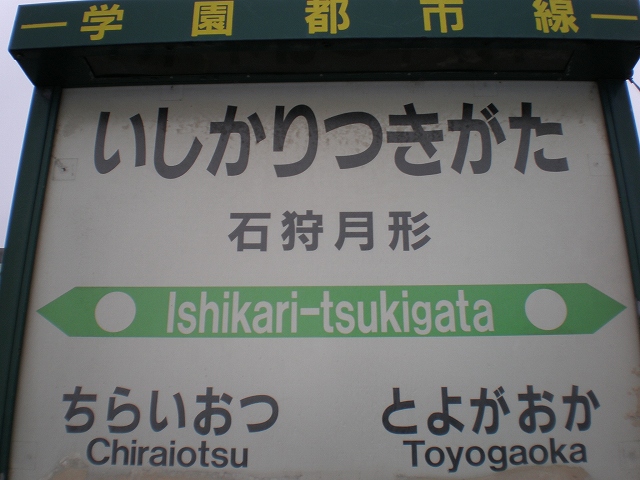 学園都市線
いしかりつきがた
石狩月形
Ishikari-tsukigata
ちらいおつ とよがおか
Chiraiotsu Toyogaoka